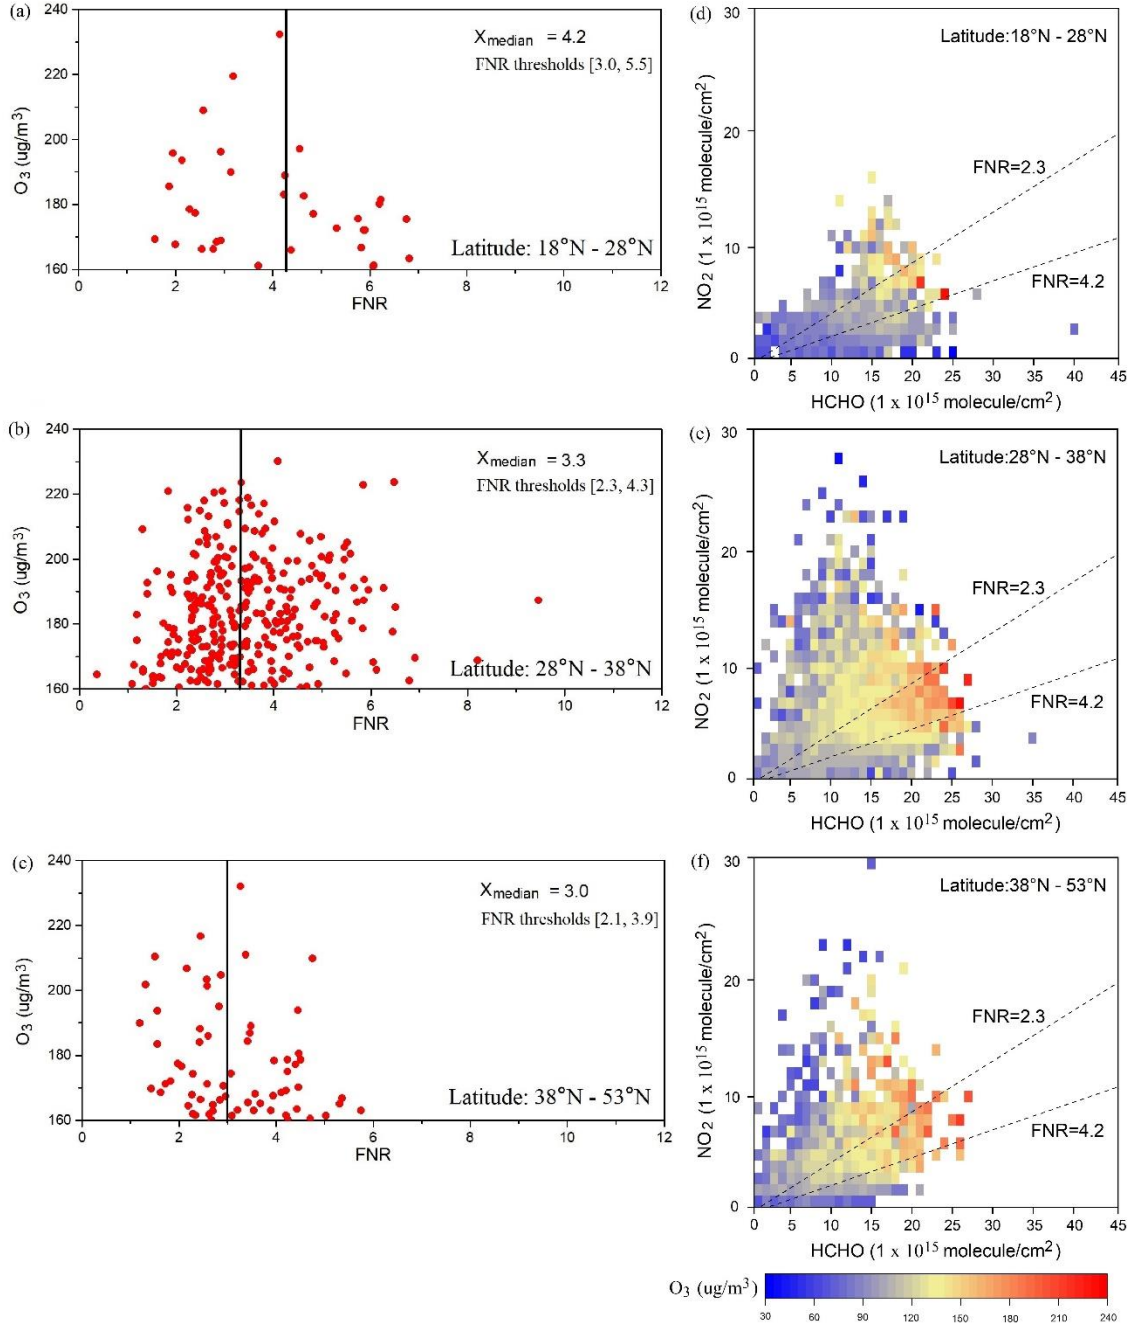 (a)
240
220
200
180
160
O3 (ug/m3)
Xmedian = 4.2
FNR thresholds [3.0, 5.5]
Latitude: 18°N - 28°N
0 2 4 6 8 10 12
FNR
(d)
30
20
10
0
NO2 (1 x 10^15 molecule/cm2)
Latitude:18°N - 28°N
FNR=2.3
FNR=4.2
0 5 10 15 20 25 30 35 40 45
HCHO (1 x 10^15 molecule/cm2)
(b)
240
220
200
180
160
O3 (ug/m3)
Xmedian = 3.3
FNR thresholds [2.3, 4.3]
Latitude: 28°N - 38°N
0 2 4 6 8 10 12
FNR
(e)
30
20
10
0
NO2 (1 x 10^15 molecule/cm2)
Latitude:28°N - 38°N
FNR=2.3
FNR=4.2
0 5 10 15 20 25 30 35 40 45
HCHO (1 x 10^15 molecule/cm2)
(c)
240
220
200
180
160
O3 (ug/m3)
Xmedian = 3.0
FNR thresholds [2.1, 3.9]
Latitude: 38°N - 53°N
0 2 4 6 8 10 12
FNR
(f)
30
20
10
0
NO2 (1 x 10^15 molecule/cm2)
Latitude:38°N - 53°N
FNR=2.3
FNR=4.2
0 5 10 15 20 25 30 35 40 45
HCHO (1 x 10^15 molecule/cm2)
O3 (ug/m3)
30 60 90 120 150 180 210 240